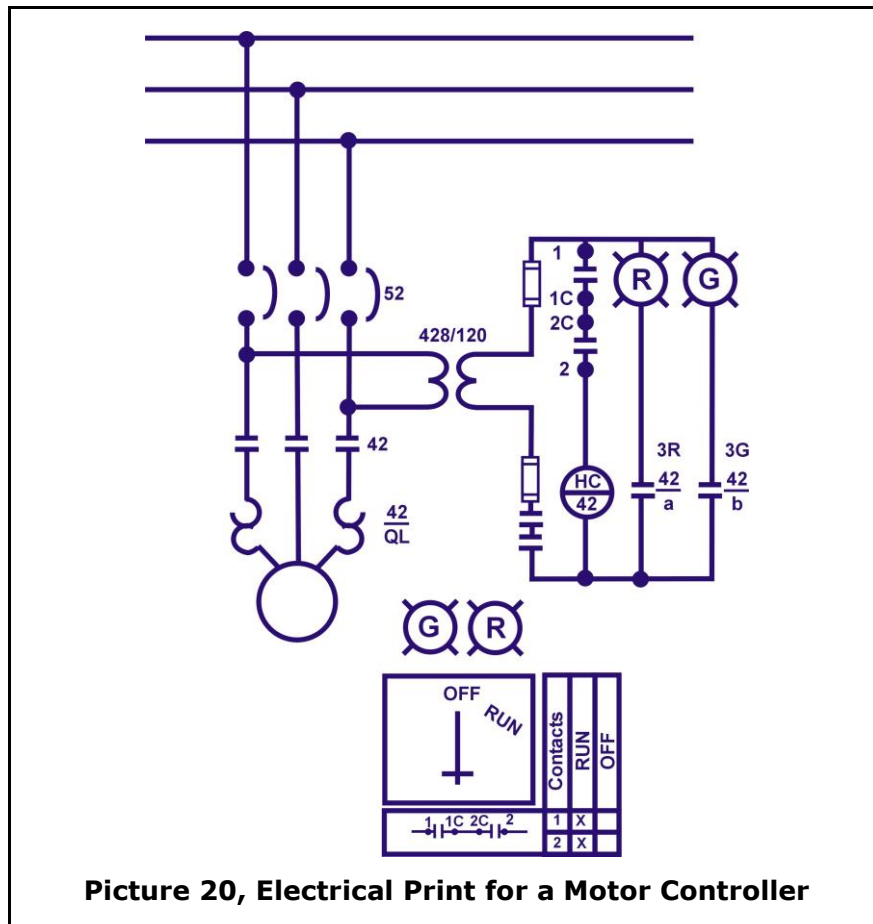 52
428/120
1
1C
2C
2
R
G
42
42
QL
HC
42
3R
42
a
3G
42
b
G
R
OFF
RUN
1 1C 2C 2
Contacts
RUN
OFF
1 X
2 X
Picture 20, Electrical Print for a Motor Controller